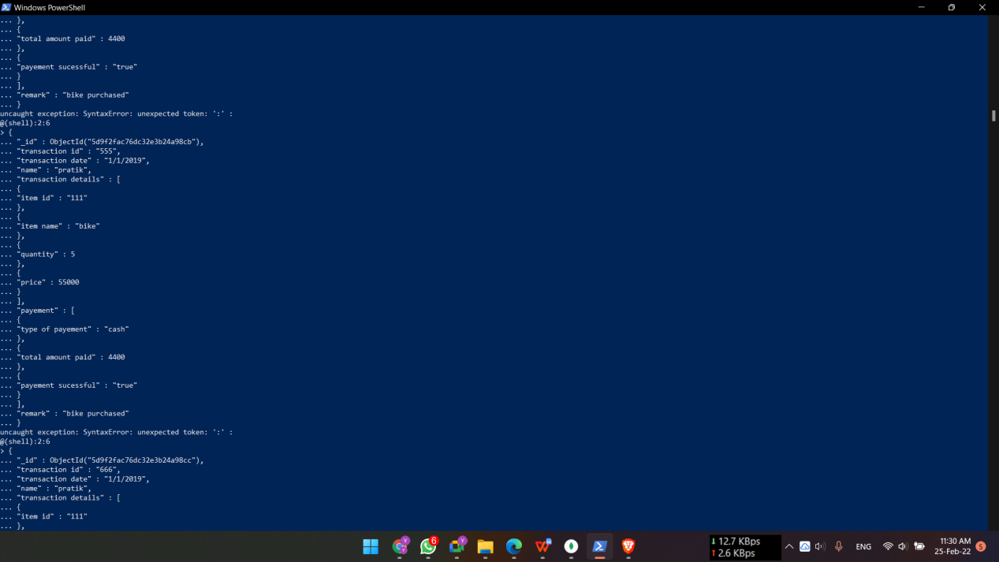 Windows PowerShell
... },
... {
... "total amount paid" : 4400
... },
... {
... "payement sucessful" : "true"
... }
... ],
... "remark" : "bike purchased"
... }
uncaught exception: SyntaxError: unexpected token: ':' :
@(shell):2:6
> {
... "_id" : ObjectId("5d9f2fac76dc32e3b24a98cb"),
... "transaction id" : "555",
... "transaction date" : "1/1/2019",
... "name" : "pratik",
... "transaction details" : [
... {
... "item id" : "111"
... },
... {
... "item name" : "bike"
... },
... {
... "quantity" : 5
... },
... {
... "price" : 55000
... }
... ],
... "payement" : [
... {
... "type of payement" : "cash"
... },
... {
... "total amount paid" : 4400
... },
... {
... "payement sucessful" : "true"
... }
... ],
... "remark" : "bike purchased"
... }
uncaught exception: SyntaxError: unexpected token: ':' :
@(shell):2:6
> {
... "_id" : ObjectId("5d9f2fac76dc32e3b24a98cc"),
... "transaction id" : "666",
... "transaction date" : "1/1/2019",
... "name" : "pratik",
... "transaction details" : [
... {
... "item id" : "111"
... },
Y
Y
6
Y
W
↓ 12.7 KBps
↑ 2.6 KBps
ENG
11:30 AM
25-Feb-22
5